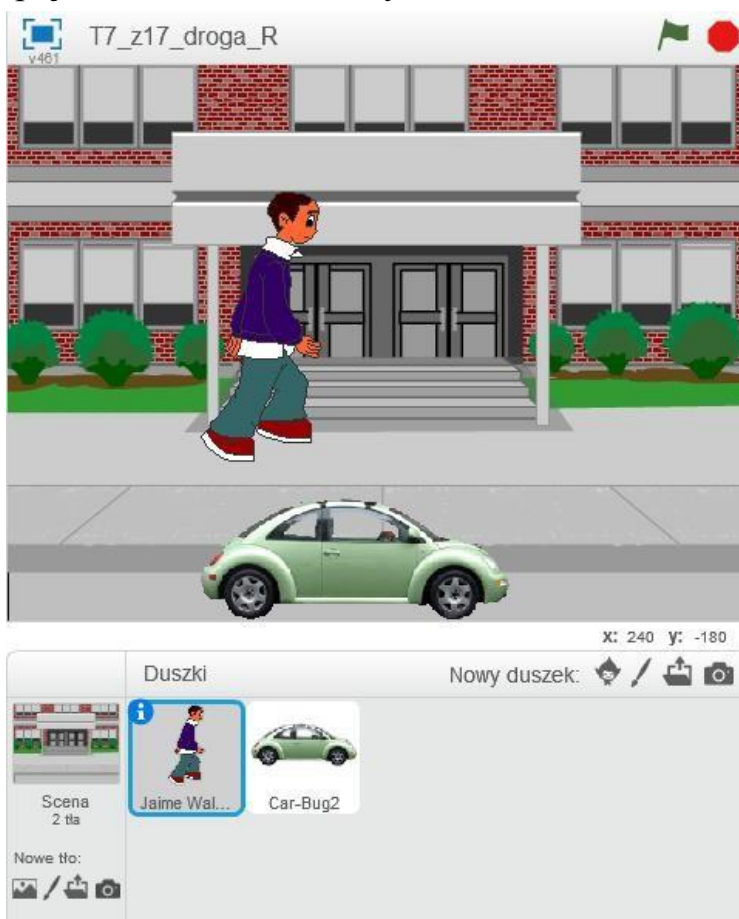 T7_z17_droga_R
v461
x: 240 y: -180
Duszki
Nowy duszek:
Scena
2 tła
Jaime Wal...
Car-Bug2
Nowe tło: